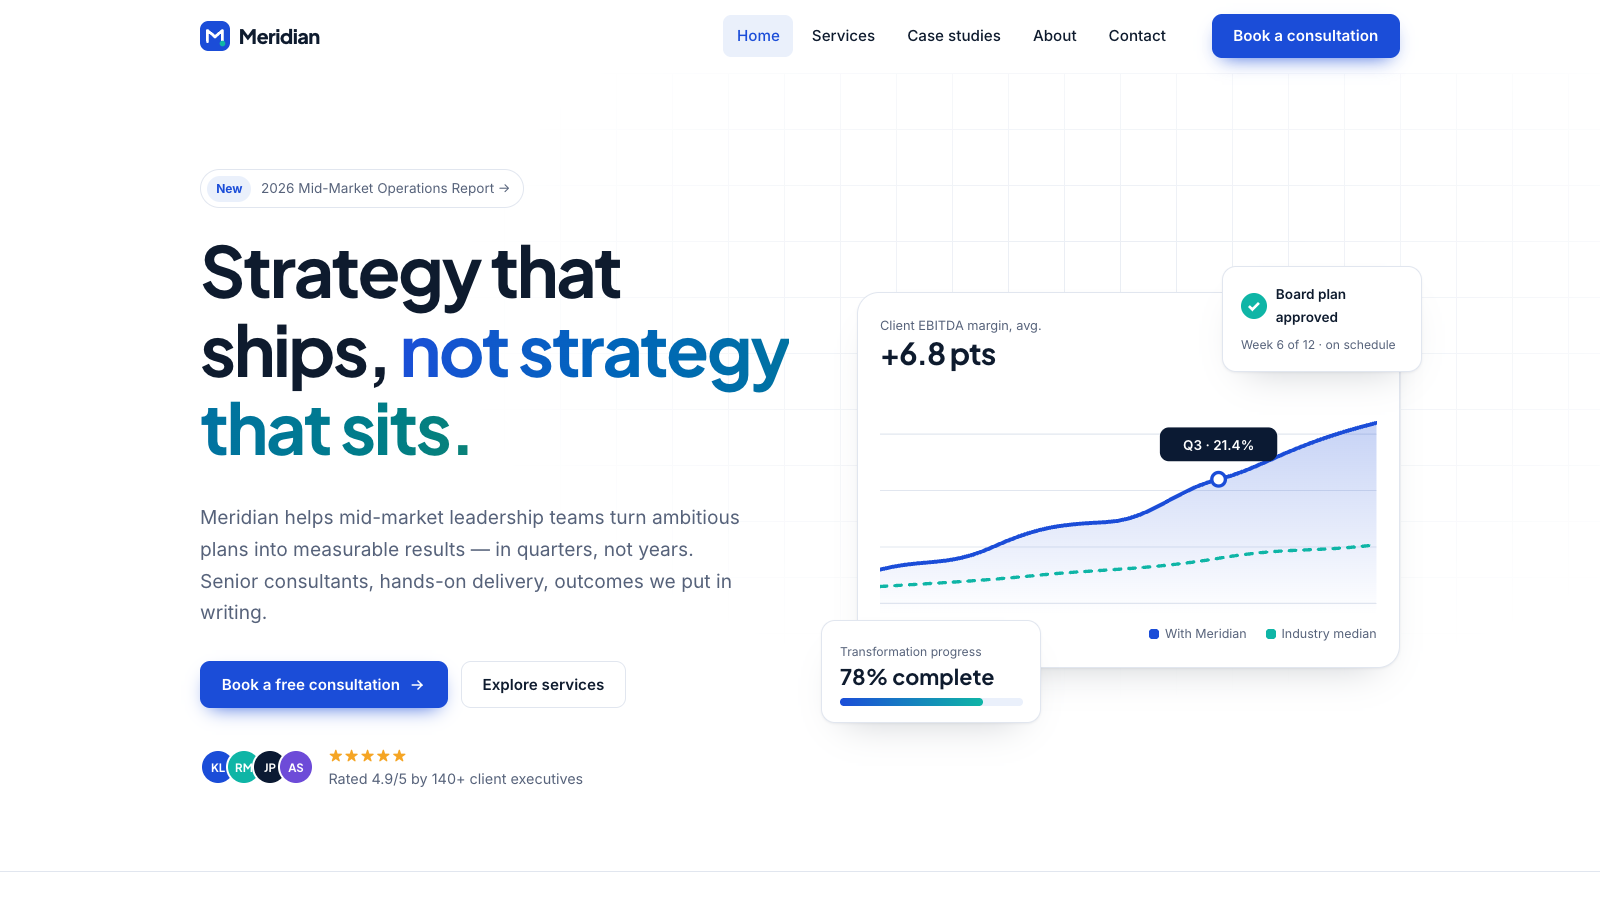 Meridian
Home
Services
Case studies
About
Contact
Book a consultation
New
2026 Mid-Market Operations Report →
Strategy that
ships, not strategy
that sits.
Meridian helps mid-market leadership teams turn ambitious
plans into measurable results — in quarters, not years.
Senior consultants, hands-on delivery, outcomes we put in
writing.
Book a free consultation →
Explore services
KL
RM
JP
AS
★★★★★
Rated 4.9/5 by 140+ client executives
Client EBITDA margin, avg.
+6.8 pts
Board plan
approved
Week 6 of 12 · on schedule
Q3 · 21.4%
With Meridian
Industry median
Transformation progress
78% complete